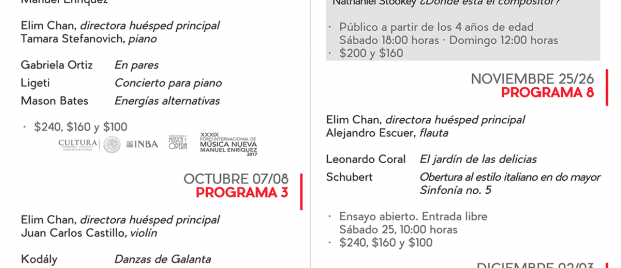 Manuel Enríquez
Elim Chan, directora huésped principal
Tamara Stefanovich, piano
Gabriela Ortiz En pares
Ligeti Concierto para piano
Mason Bates Energías alternativas
· $240, $160 y $100
CULTURA
INBA
MÚSICA
OPERA
XXXIX
FORO INTERNACIONAL DE
MÚSICA NUEVA
MANUEL ENRÍQUEZ
2017
OCTUBRE 07/08
PROGRAMA 3
Elim Chan, directora huésped principal
Juan Carlos Castillo, violín
Kodály Danzas de Galanta
Nathaniel Stookey ¿Dónde está el compositor?
· Público a partir de los 4 años de edad
Sábado 18:00 horas · Domingo 12:00 horas
· $200 y $160
NOVIEMBRE 25/26
PROGRAMA 8
Elim Chan, directora huésped principal
Alejandro Escuer, flauta
Leonardo Coral El jardín de las delicias
Schubert Obertura al estilo italiano en do mayor
Sinfonía no. 5
· Ensayo abierto. Entrada libre
Sábado 25, 10:00 horas
· $240, $160 y $100
DICIEMBRE 02/03